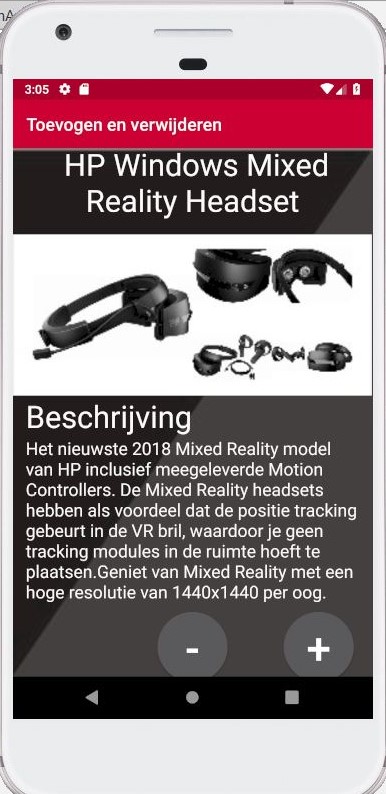 3:05
Toevogen en verwijderen
HP Windows Mixed
Reality Headset
Beschrijving
Het nieuwste 2018 Mixed Reality model
van HP inclusief meegeleverde Motion
Controllers. De Mixed Reality headsets
hebben als voordeel dat de positie tracking
gebeurt in de VR bril, waardoor je geen
tracking modules in de ruimte hoeft te
plaatsen.Geniet van Mixed Reality met een
hoge resolutie van 1440x1440 per oog.
- +